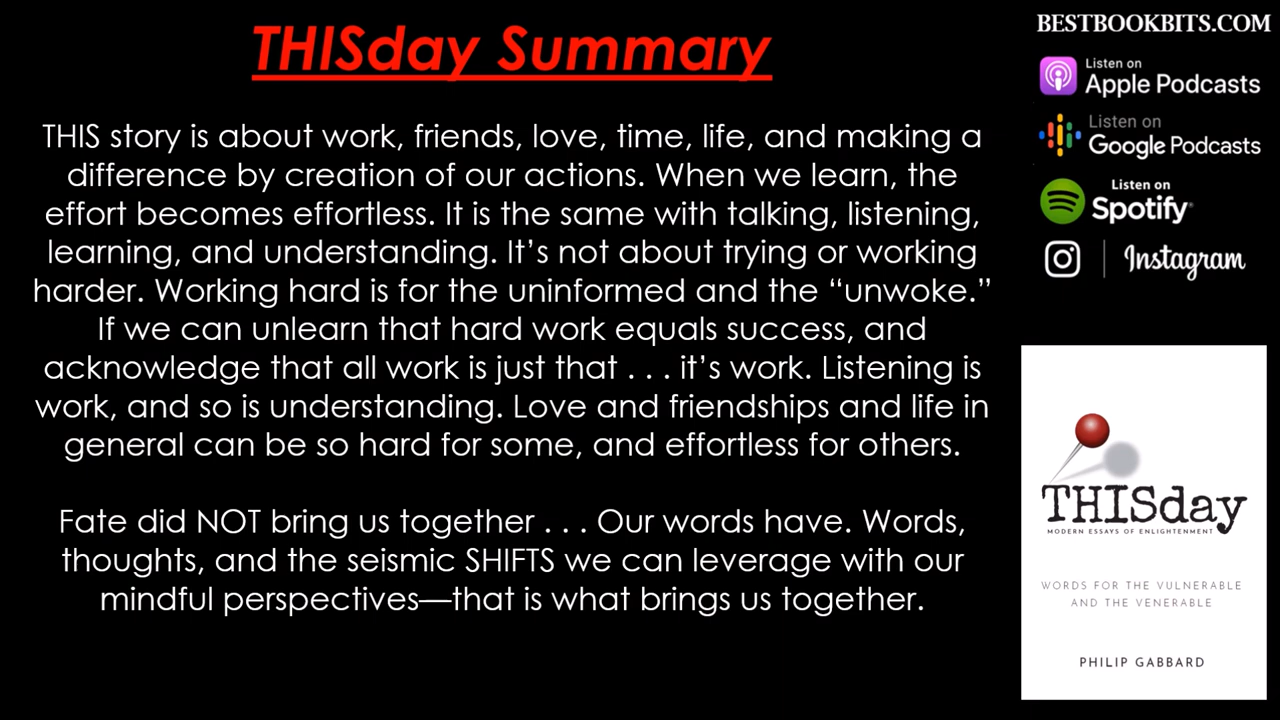 THISday Summary
THIS story is about work, friends, love, time, life, and making a
difference by creation of our actions. When we learn, the
effort becomes effortless. It is the same with talking, listening,
learning, and understanding. It’s not about trying or working
harder. Working hard is for the uninformed and the “unwoke.”
If we can unlearn that hard work equals success, and
acknowledge that all work is just that . . . it’s work. Listening is
work, and so is understanding. Love and friendships and life in
general can be so hard for some, and effortless for others.
Fate did NOT bring us together . . . Our words have. Words,
thoughts, and the seismic SHIFTS we can leverage with our
mindful perspectives—that is what brings us together.
BESTBOOKBITS.COM
Listen on
Apple Podcasts
Listen on
Google Podcasts
Listen on
Spotify
Instagram
THISday
MODERN ESSAYS OF ENLIGHTENMENT
WORDS FOR THE VULNERABLE
AND THE VENERABLE
PHILIP GABBARD